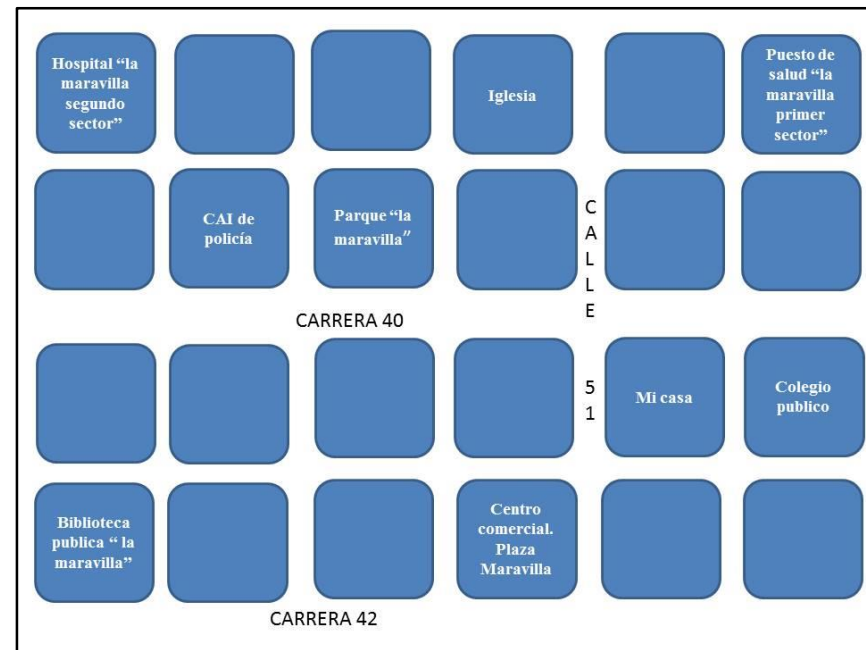 Hospital “la
maravilla
segundo
sector”
Iglesia
Puesto de
salud “la
maravilla
primer
sector”
CAI de
policía
Parque “la
maravilla”
C
A
L
L
E
CARRERA 40
5
1
Mi casa
Colegio
publico
Biblioteca
publica “ la
maravilla”
Centro
comercial.
Plaza
Maravilla
CARRERA 42